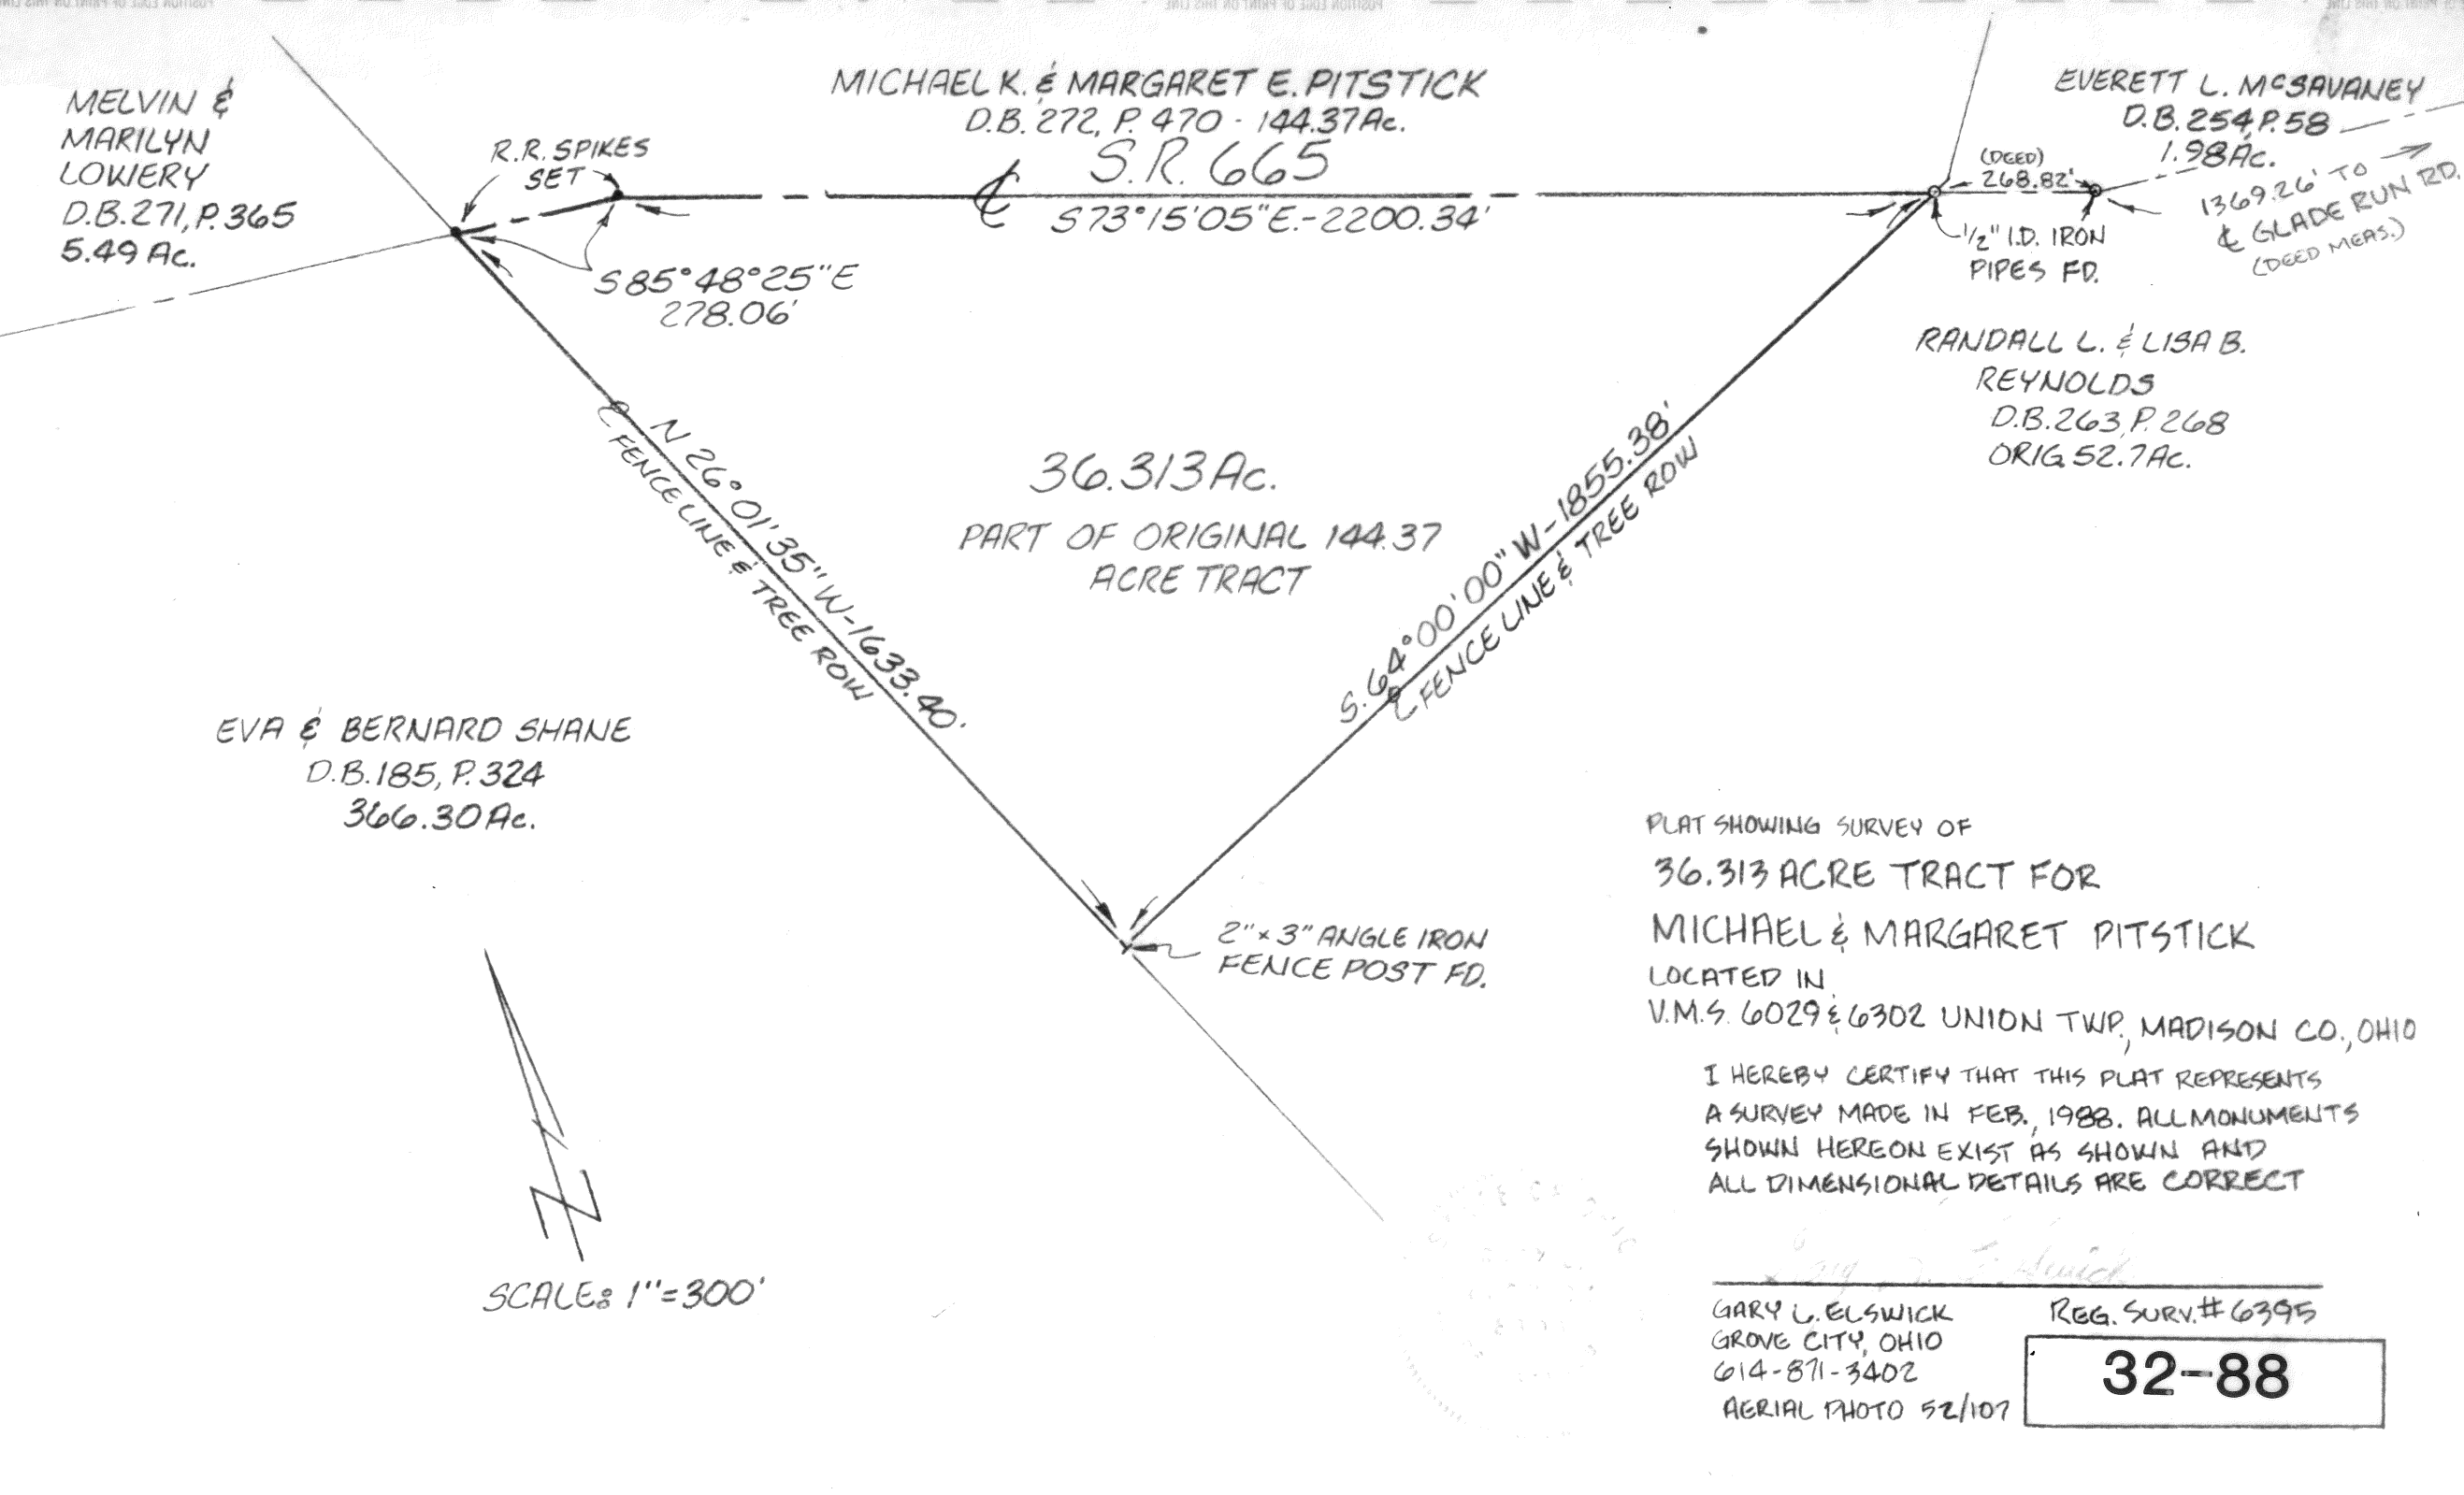 POSITION EDGE OF PRINT ON THIS LINE
MELVIN &
MARILYN
LOWERY
D.B.271, P.365
5.49 Ac.
R.R. SPIKES
SET
MICHAEL K. & MARGARET E. PITSTICK
D.B. 272, P. 470 - 144.37Ac.
S.R. 665
S73°15'05"E.-2200.34'
S85°48°25"E
278.06'
EVERETT L. McSAVANEY
D.B.254,P.58
1.98Ac.
(DEED)
268.82'
1369.26' TO
℄ GLADE RUN RD.
(DEED MEAS.)
1/2" I.D. IRON
PIPES FD.
RANDALL L. & LISA B.
REYNOLDS
D.B.263, P.268
ORIG. 52.7Ac.
N 26°01'35"W-1633.40'
FENCE LINE & TREE ROW
36.313Ac.
PART OF ORIGINAL 144.37
ACRE TRACT
S.64°00'00"W-1855.38'
FENCE LINE & TREE ROW
EVA & BERNARD SHANE
D.B.185, P.324
366.30Ac.
2"x3" ANGLE IRON
FENCE POST FD.
N
SCALE: 1"=300'
PLAT SHOWING SURVEY OF
36.313 ACRE TRACT FOR
MICHAEL & MARGARET PITSTICK
LOCATED IN
V.M.S. 6029 & 6302 UNION TWP., MADISON CO., OHIO
I HEREBY CERTIFY THAT THIS PLAT REPRESENTS
A SURVEY MADE IN FEB., 1988. ALL MONUMENTS
SHOWN HEREON EXIST AS SHOWN AND
ALL DIMENSIONAL DETAILS ARE CORRECT
GARY L. ELSWICK REG. SURV.# 6395
GROVE CITY, OHIO
614-871-3402
AERIAL PHOTO 52/107
32-88